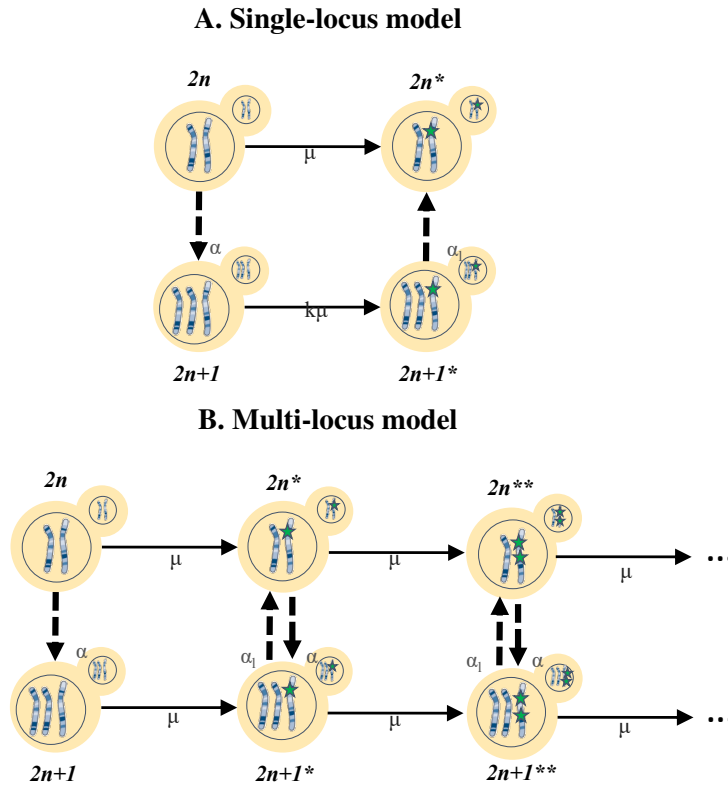 A. Single-locus model
2n 2n*
μ
α α₁
kμ
2n+1 2n+1*
B. Multi-locus model
2n 2n* 2n**
μ μ μ ...
α α₁ α α₁ α
μ μ μ ...
2n+1 2n+1* 2n+1**